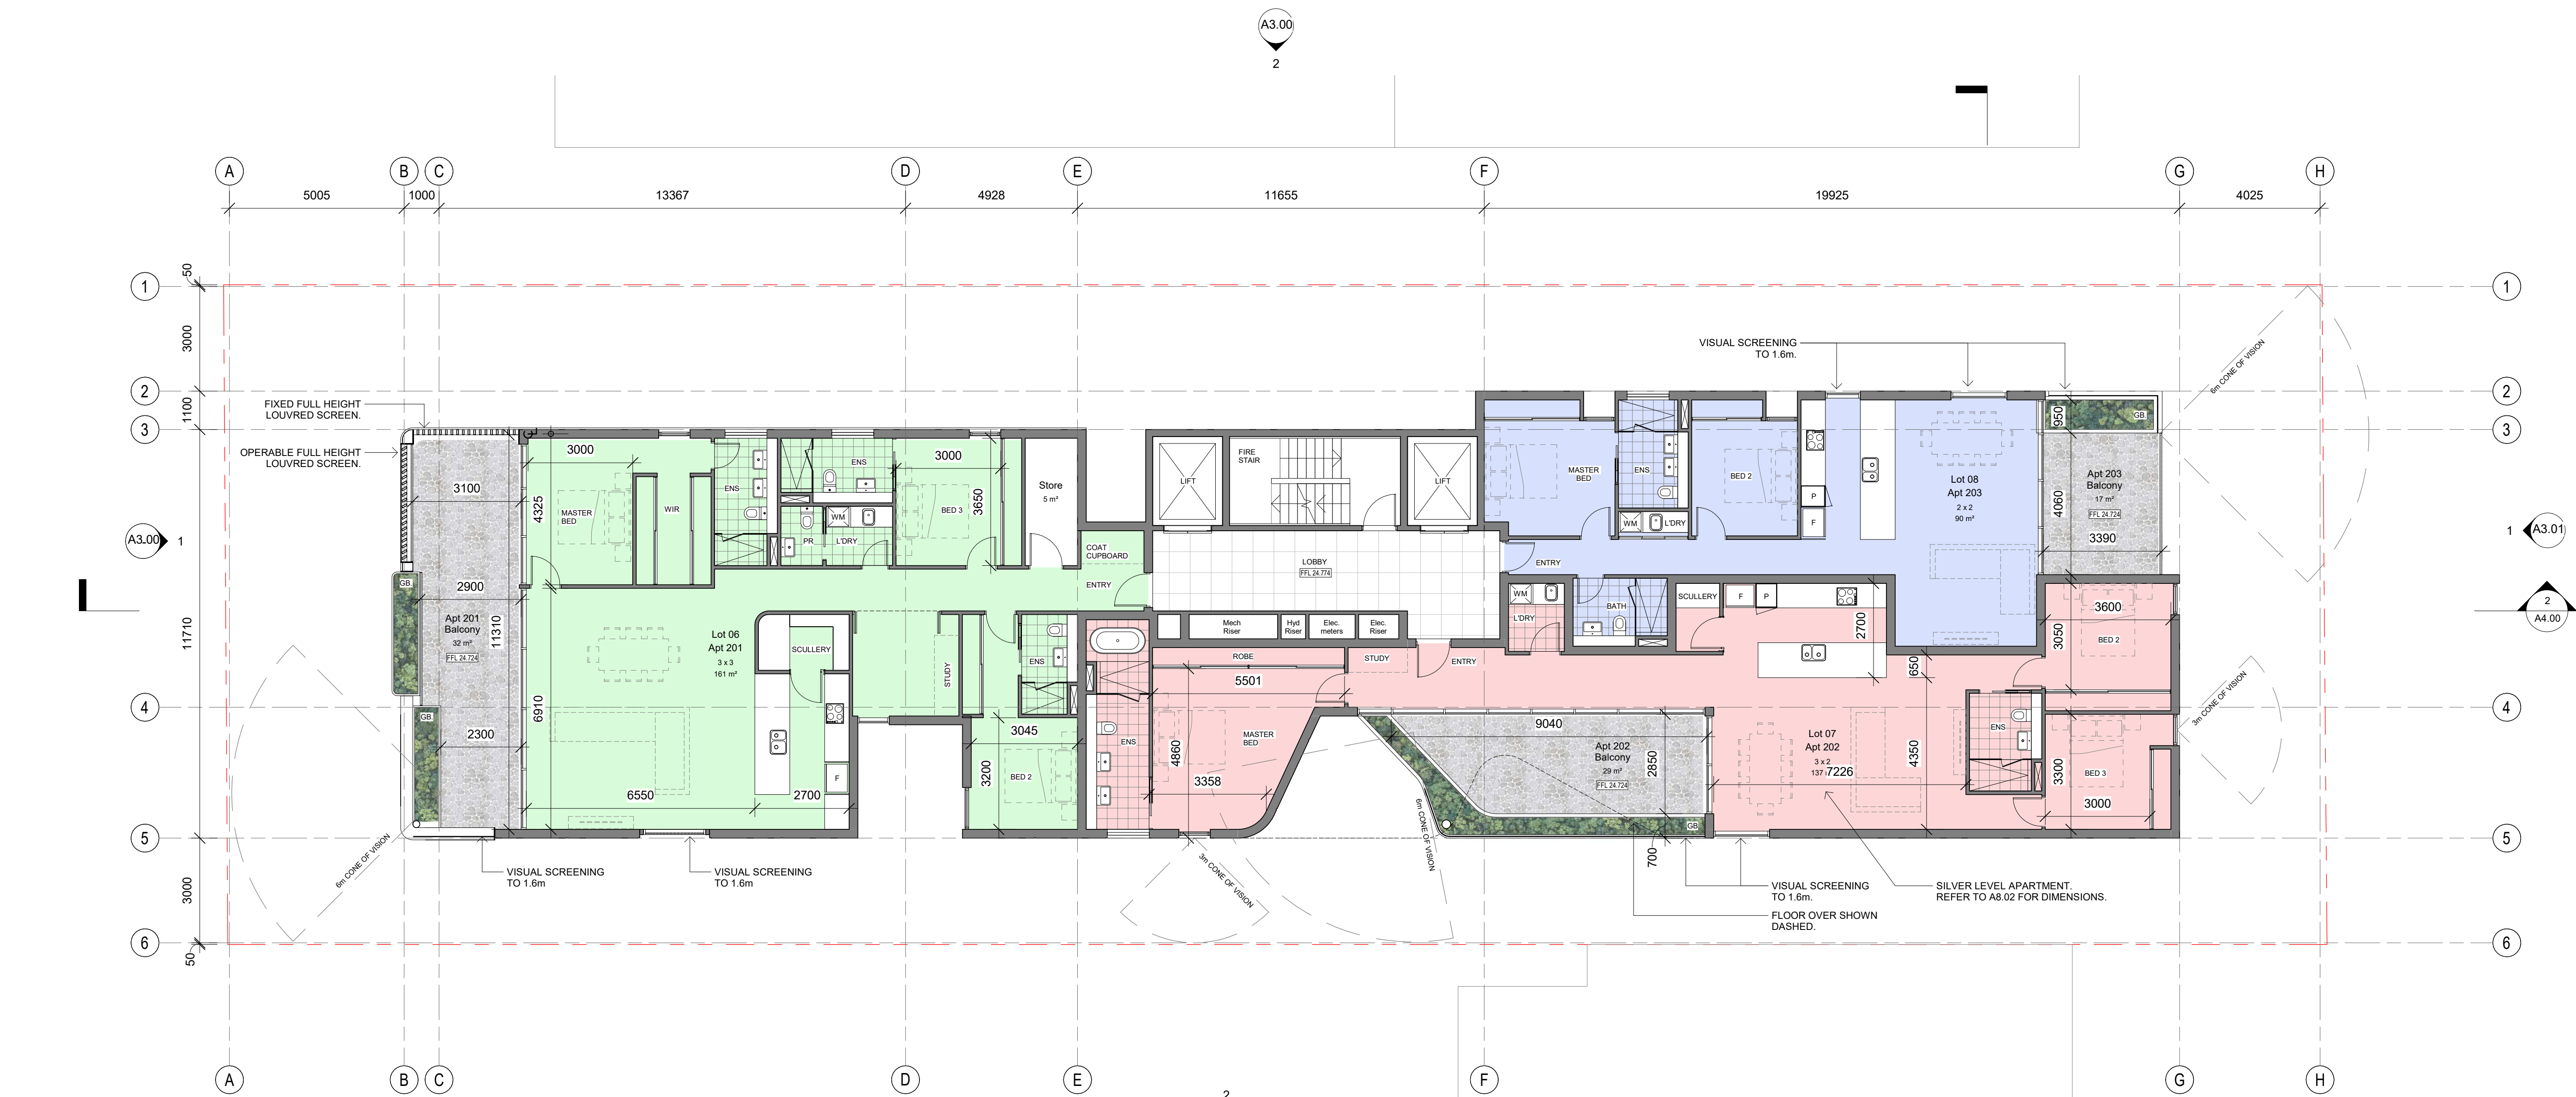 A3.00
2
A
B
C
D
E
F
G
H
5005
1000
13367
4928
11655
19925
4025
50
3000
1100
11710
3000
50
1
1
2
2
3
3
4
4
5
5
6
6
A3.00
1
1
A3.01
2
A4.00
FIXED FULL HEIGHT
LOUVRED SCREEN.
OPERABLE FULL HEIGHT
LOUVRED SCREEN.
VISUAL SCREENING
TO 1.6m.
6m CONE OF VISION
3100
2900
Apt 201
Balcony
32 m²
FFL 24.724
11310
2300
GB.
GB.
3000
4325
MASTER
BED
WIR
ENS
ENS
PR
WM
L'DRY
3000
BED 3
3650
Store
5 m²
COAT
CUPBOARD
ENTRY
Lot 06
Apt 201
3 x 3
161 m²
SCULLERY
STUDY
ENS
6910
6550
2700
F
3045
3200
BED 2
LIFT
FIRE
STAIR
LIFT
LOBBY
FFL 24.774
Mech
Riser
Hyd
Riser
Elec.
meters
Elec.
Riser
MASTER
BED
ENS
WM
L'DRY
BED 2
P
F
Lot 08
Apt 203
2 x 2
90 m²
ENTRY
BATH
950
GB.
Apt 203
Balcony
17 m²
FFL 24.724
4060
3390
ROBE
5501
STUDY
ENTRY
WM
L'DRY
SCULLERY
F
P
2700
650
ENS
4860
MASTER
BED
3358
9040
Apt 202
Balcony
29 m²
FFL 24.724
2850
GB
700
Lot 07
Apt 202
3 x 2
137
7226
4350
ENS
3600
3050
BED 2
3300
BED 3
3000
3m CONE OF VISION
6m CONE OF VISION
VISUAL SCREENING
TO 1.6m
VISUAL SCREENING
TO 1.6m
3m CONE OF VISION
6m CONE OF VISION
VISUAL SCREENING
TO 1.6m.
FLOOR OVER SHOWN
DASHED.
SILVER LEVEL APARTMENT.
REFER TO A8.02 FOR DIMENSIONS.
A
B
C
D
E
F
G
H
2